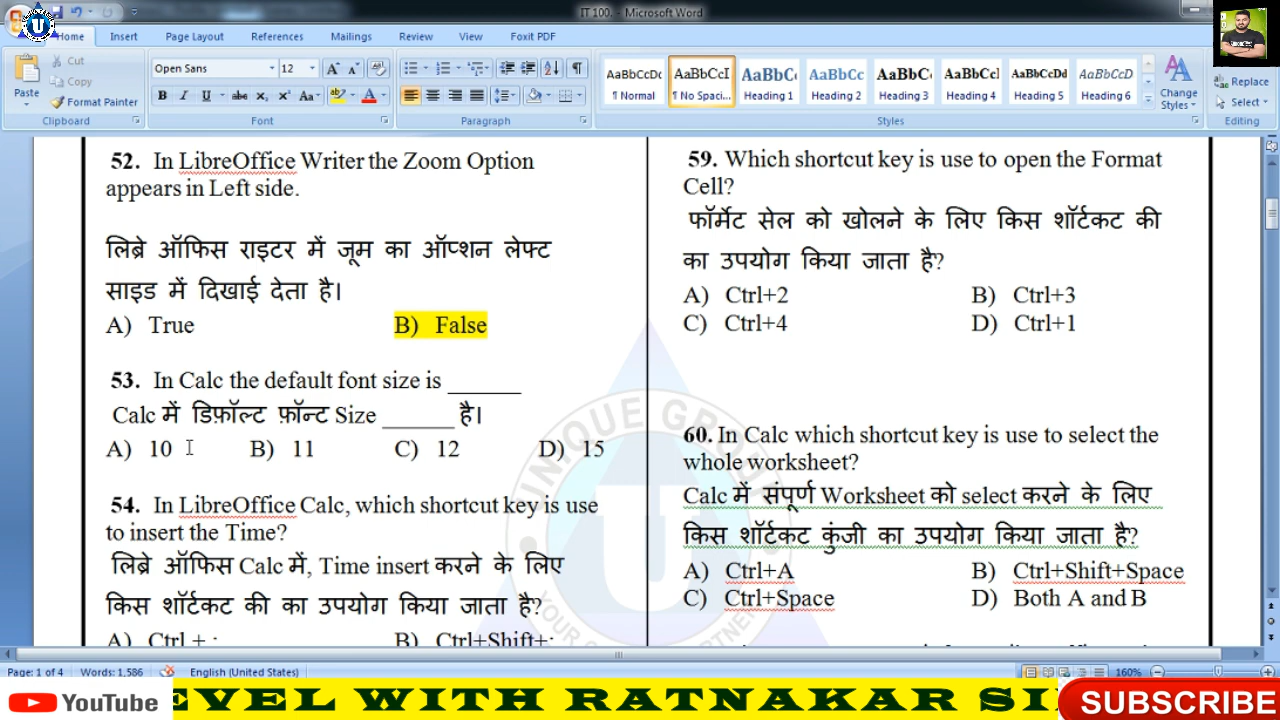 IT 100. - Microsoft Word
Home Insert Page Layout References Mailings Review View Foxit PDF
Cut
Copy
Format Painter
Paste
Open Sans 12
AaBbCcDc AaBbCcI AaBbC AaBbCc AaBbCc AaBbCcI AaBbCcDd AaBbCcD
¶ Normal ¶ No Spaci... Heading 1 Heading 2 Heading 3 Heading 4 Heading 5 Heading 6
Change Styles
Replace
Select
Clipboard Font Paragraph Styles Editing
52. In LibreOffice Writer the Zoom Option
appears in Left side.
लिब्रे ऑफिस राइटर में जूम का ऑप्शन लेफ्ट
साइड में दिखाई देता है।
A) True B) False
53. In Calc the default font size is _______
Calc में डिफ़ॉल्ट फ़ॉन्ट Size _______ है।
A) 10 B) 11 C) 12 D) 15
54. In LibreOffice Calc, which shortcut key is use
to insert the Time?
लिब्रे ऑफिस Calc में, Time insert करने के लिए
किस शॉर्टकट की का उपयोग किया जाता है?
A) Ctrl + ; B) Ctrl+Shift+;
59. Which shortcut key is use to open the Format
Cell?
फॉर्मेट सेल को खोलने के लिए किस शॉर्टकट की
का उपयोग किया जाता है?
A) Ctrl+2 B) Ctrl+3
C) Ctrl+4 D) Ctrl+1
60. In Calc which shortcut key is use to select the
whole worksheet?
Calc में संपूर्ण Worksheet को select करने के लिए
किस शॉर्टकट कुंजी का उपयोग किया जाता है?
A) Ctrl+A B) Ctrl+Shift+Space
C) Ctrl+Space D) Both A and B
UNIQUE GROUP
Page: 1 of 4 Words: 1,586 English (United States) 160%
YouTube EVEL WITH RATNAKAR SI SUBSCRIBE